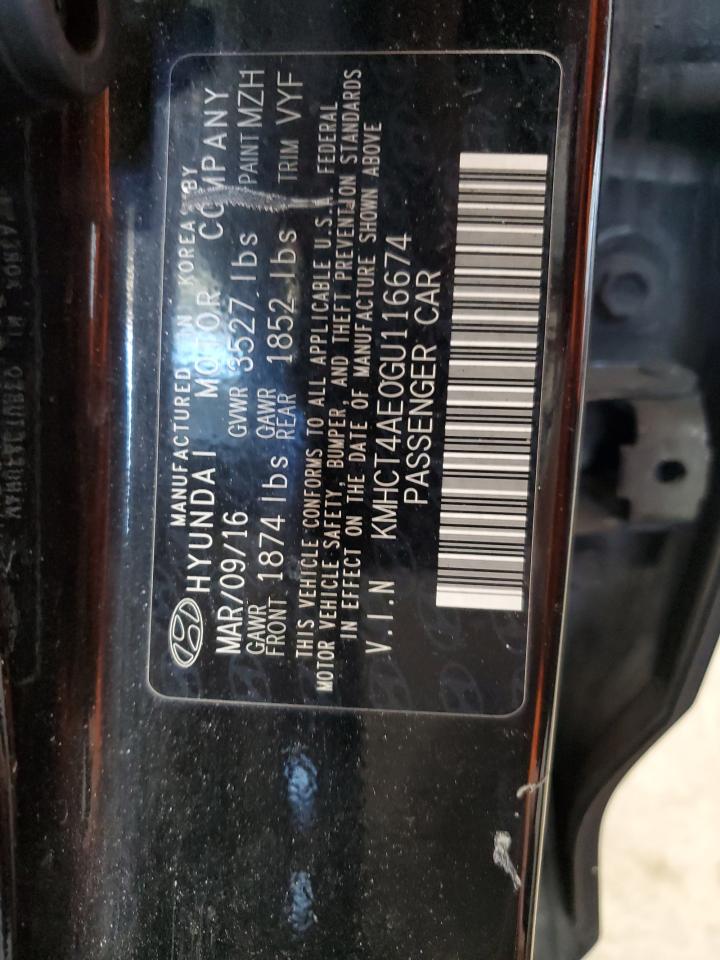 MANUFACTURED IN KOREA BY
HYUNDAI MOTOR COMPANY
MAR/09/16 GVWR 3527 lbs PAINT MZH
GAWR FRONT 1874 lbs GAWR REAR 1852 lbs TRIM VYF
THIS VEHICLE CONFORMS TO ALL APPLICABLE U.S. FEDERAL
MOTOR VEHICLE SAFETY, BUMPER, AND THEFT PREVENTION STANDARDS
IN EFFECT ON THE DATE OF MANUFACTURE SHOWN ABOVE
V.I.N KMHCT4AE0GU116674
PASSENGER CAR